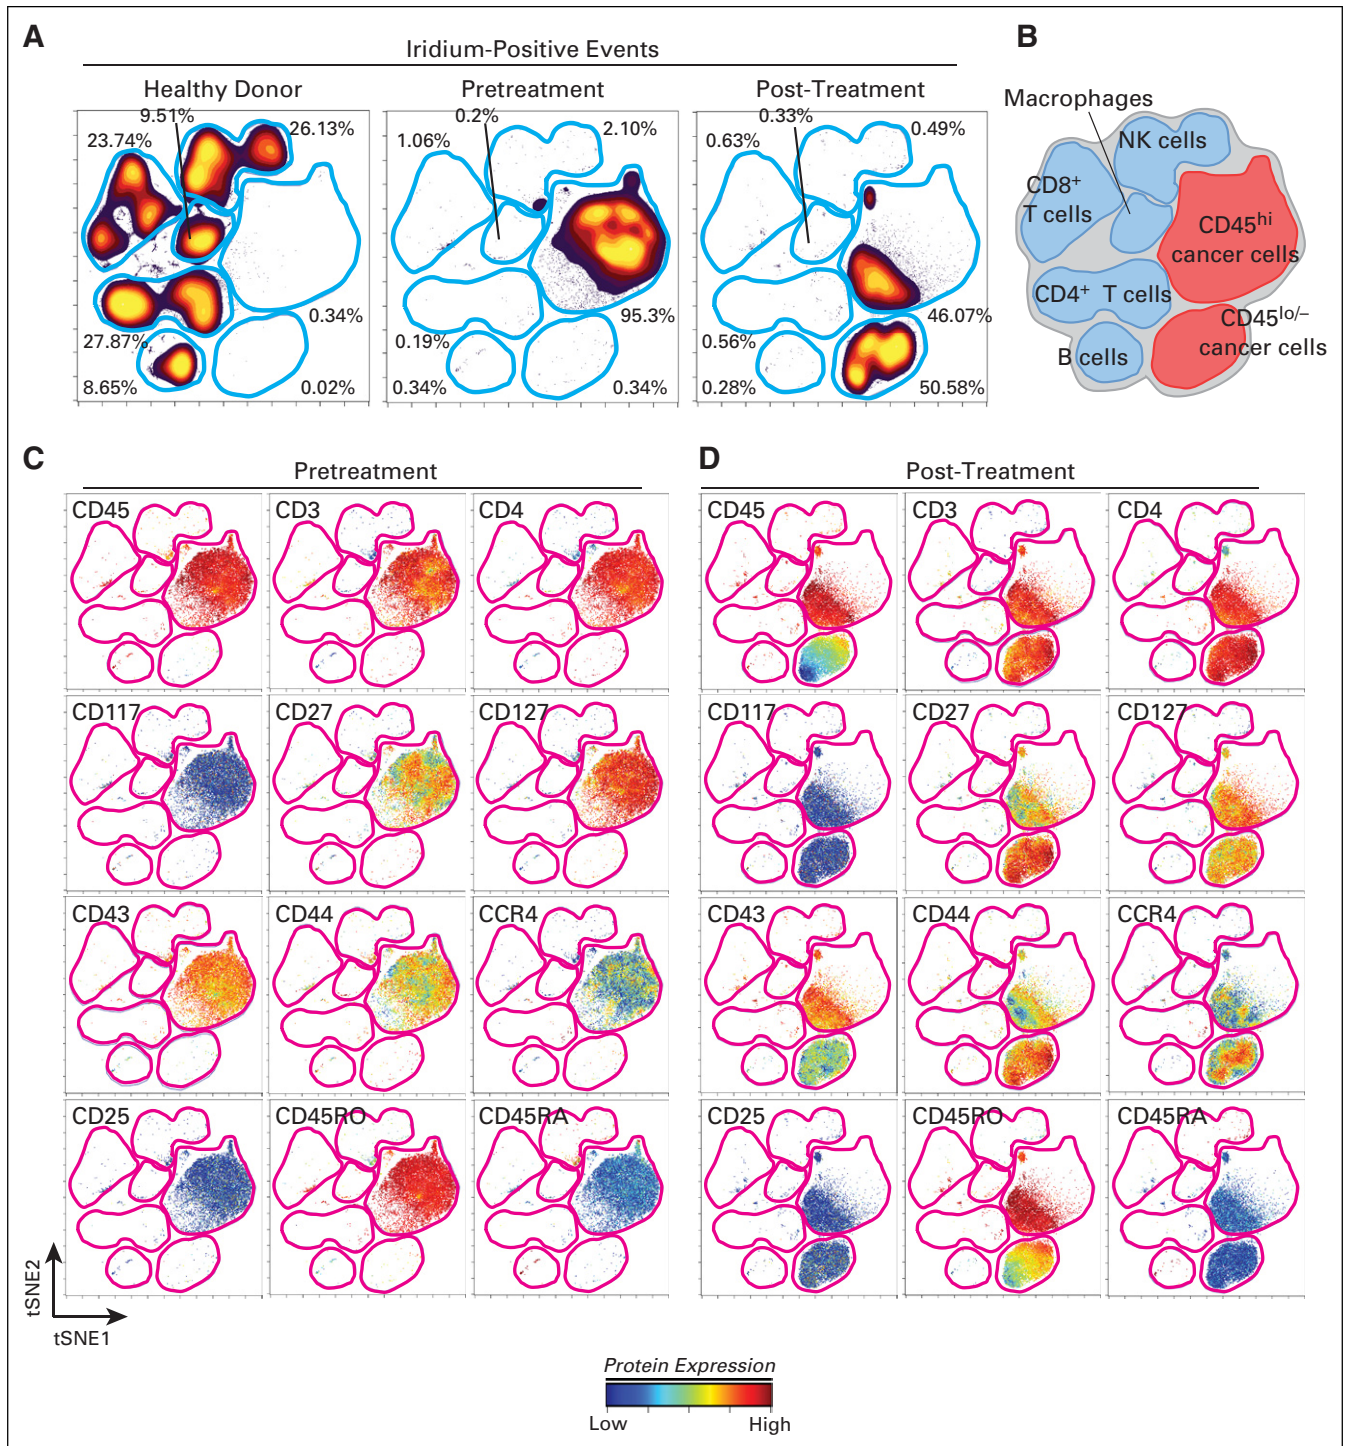 A
Iridium-Positive Events
Healthy Donor
Pretreatment
Post-Treatment
9.51%
23.74%
26.13%
0.34%
27.87%
8.65%
0.02%
0.2%
1.06%
2.10%
95.3%
0.19%
0.34%
0.34%
0.33%
0.63%
0.49%
46.07%
0.56%
0.28%
50.58%
B
Macrophages
NK cells
CD8+
T cells
CD45hi
cancer cells
CD4+ T cells
CD45lo/–
cancer cells
B cells
C
Pretreatment
CD45
CD3
CD4
CD117
CD27
CD127
CD43
CD44
CCR4
CD25
CD45RO
CD45RA
tSNE2
tSNE1
D
Post-Treatment
CD45
CD3
CD4
CD117
CD27
CD127
CD43
CD44
CCR4
CD25
CD45RO
CD45RA
Protein Expression
Low
High